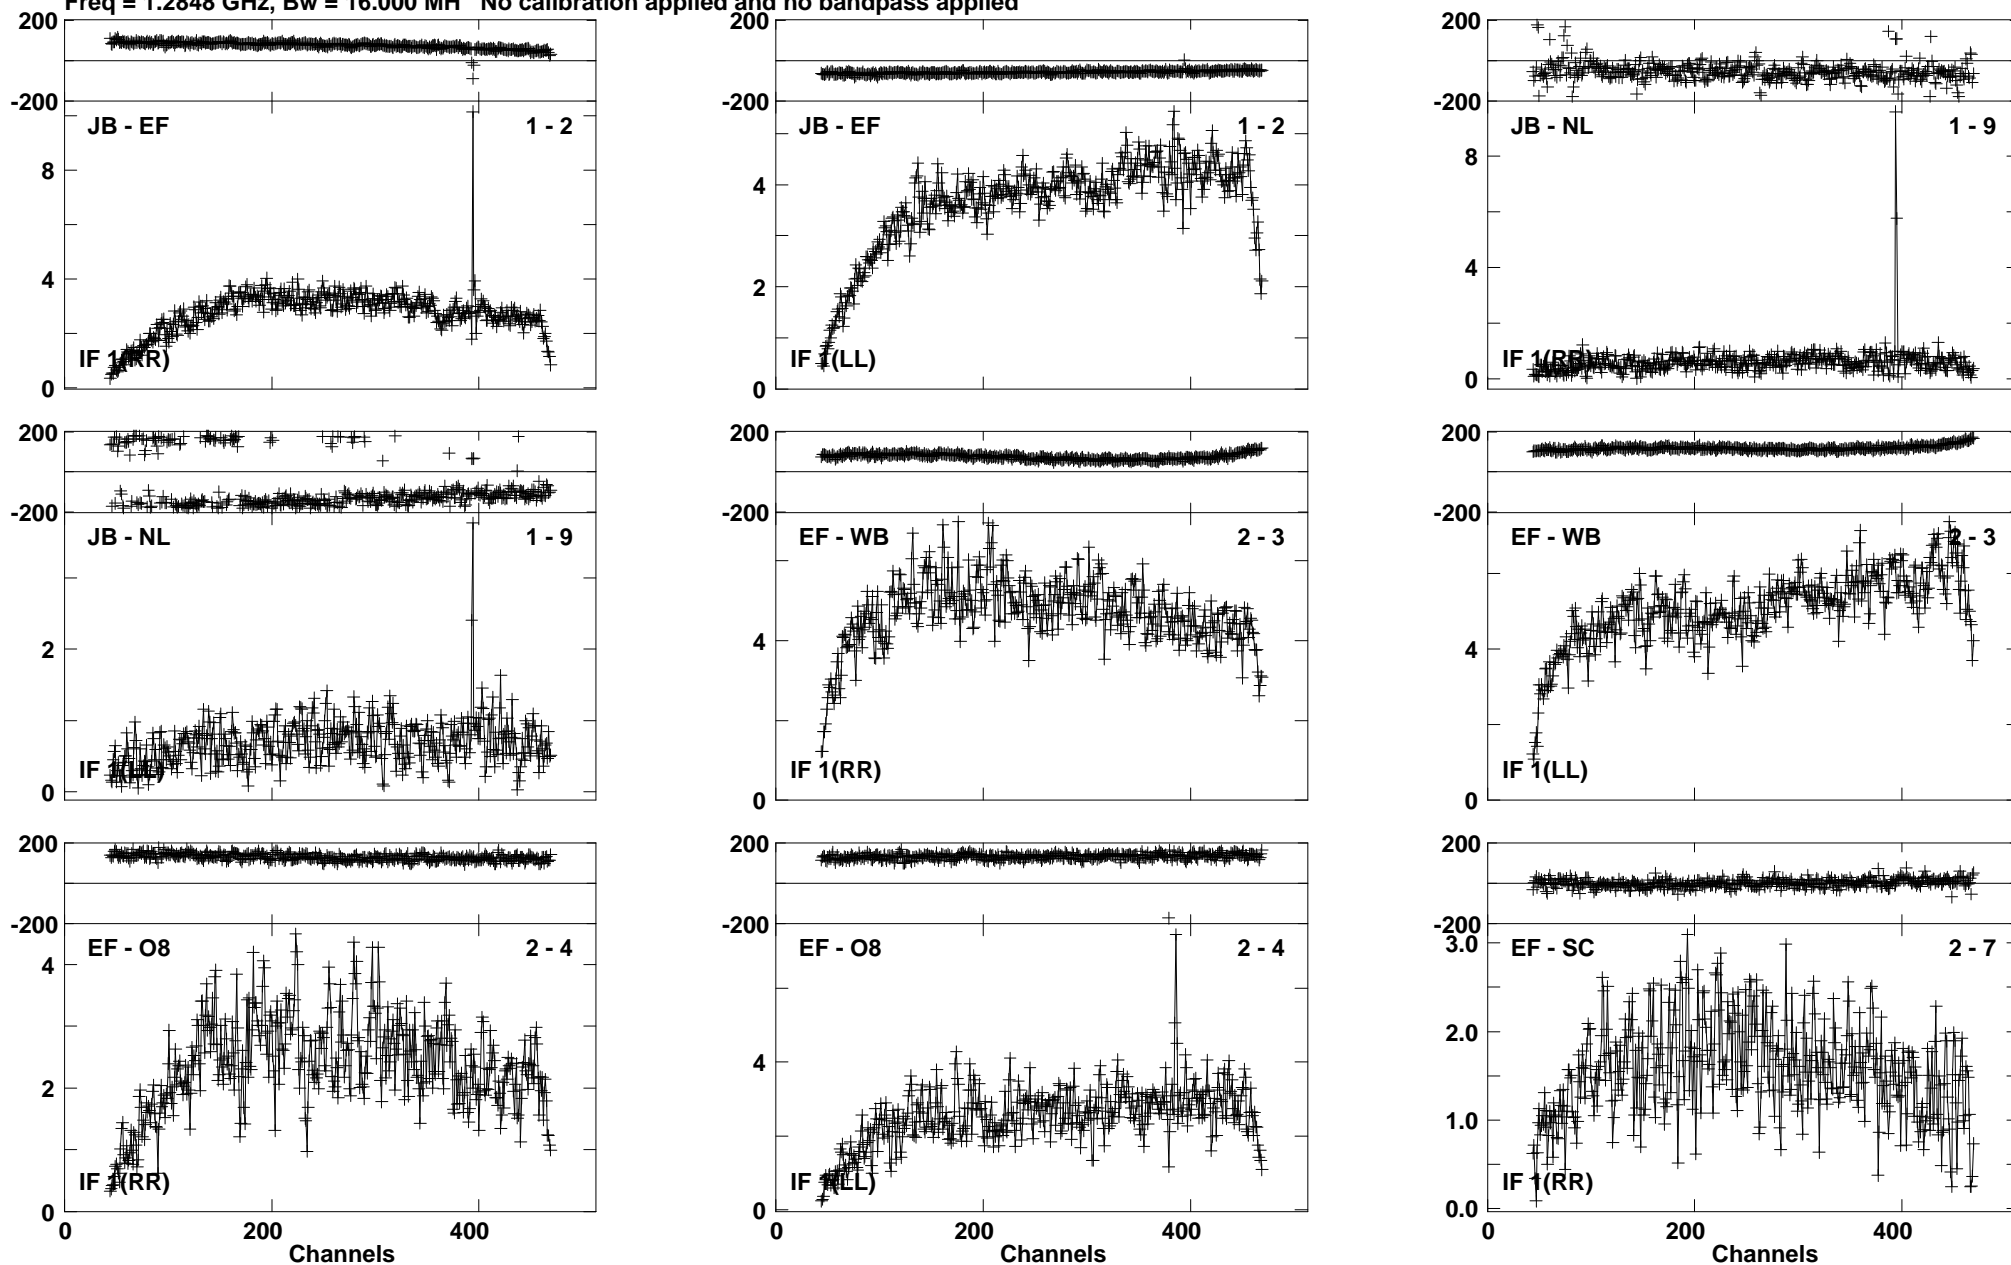 Freq = 1.2848 GHz, Bw = 16.000 MH No calibration applied and no bandpass applied
200
-200
JB - EF
1 - 2
8
4
0
IF 1(RR)
200
-200
JB - EF
1 - 2
4
2
0
IF 1(LL)
200
-200
JB - NL
1 - 9
8
4
0
IF 1(RR)
200
-200
JB - NL
1 - 9
2
0
IF 1(LL)
200
-200
EF - WB
2 - 3
4
0
IF 1(RR)
200
-200
EF - WB
2 - 3
4
0
IF 1(LL)
200
-200
EF - O8
2 - 4
4
2
0
IF 1(RR)
0 200 400
Channels
200
-200
EF - O8
2 - 4
4
0
IF 1(LL)
0 200 400
Channels
200
-200
EF - SC
2 - 7
3.0
2.0
1.0
0.0
IF 1(RR)
0 200 400
Channels